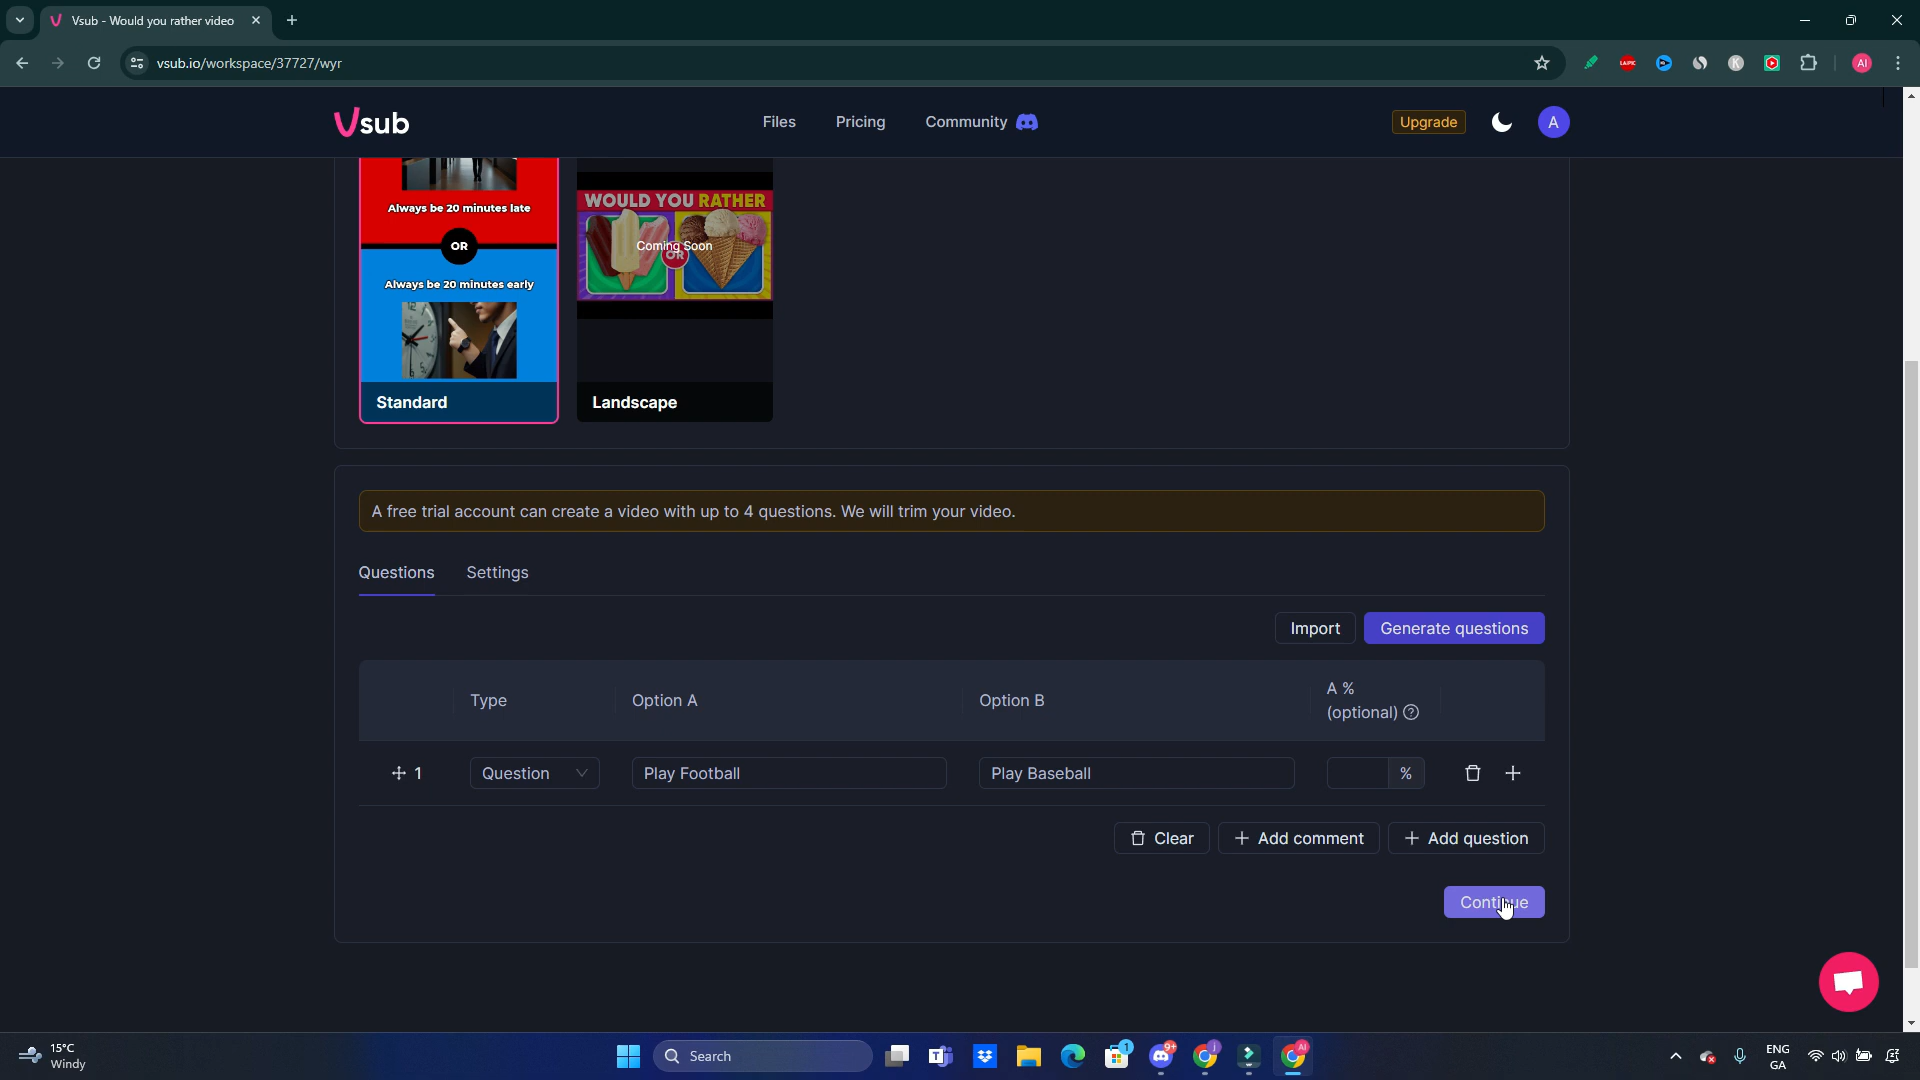 Vsub - Would you rather video
vsub.io/workspace/37727/wyr
AI
Vsub
Files
Pricing
Community
Upgrade
A
Always be 20 minutes late
OR
Always be 20 minutes early
Standard
WOULD YOU RATHER
Coming Soon
OR
Landscape
A free trial account can create a video with up to 4 questions. We will trim your video.
Questions
Settings
Import
Generate questions
Type
Option A
Option B
A %
(optional)
1
Question
Play Football
Play Baseball
%
Clear
Add comment
Add question
Continue
15°C
Windy
Search
1
9+
j
AI
ENG
GA